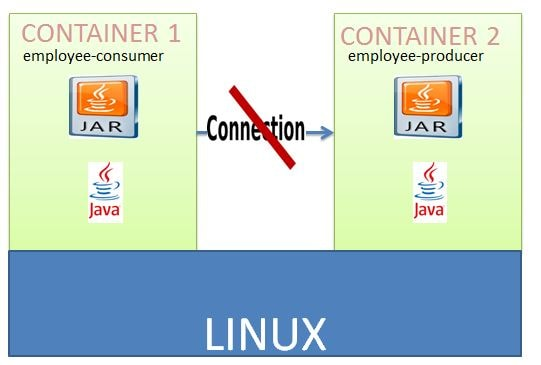 CONTAINER 1
employee-consumer
JAR
Java
Connection
CONTAINER 2
employee-producer
JAR
Java
LINUX